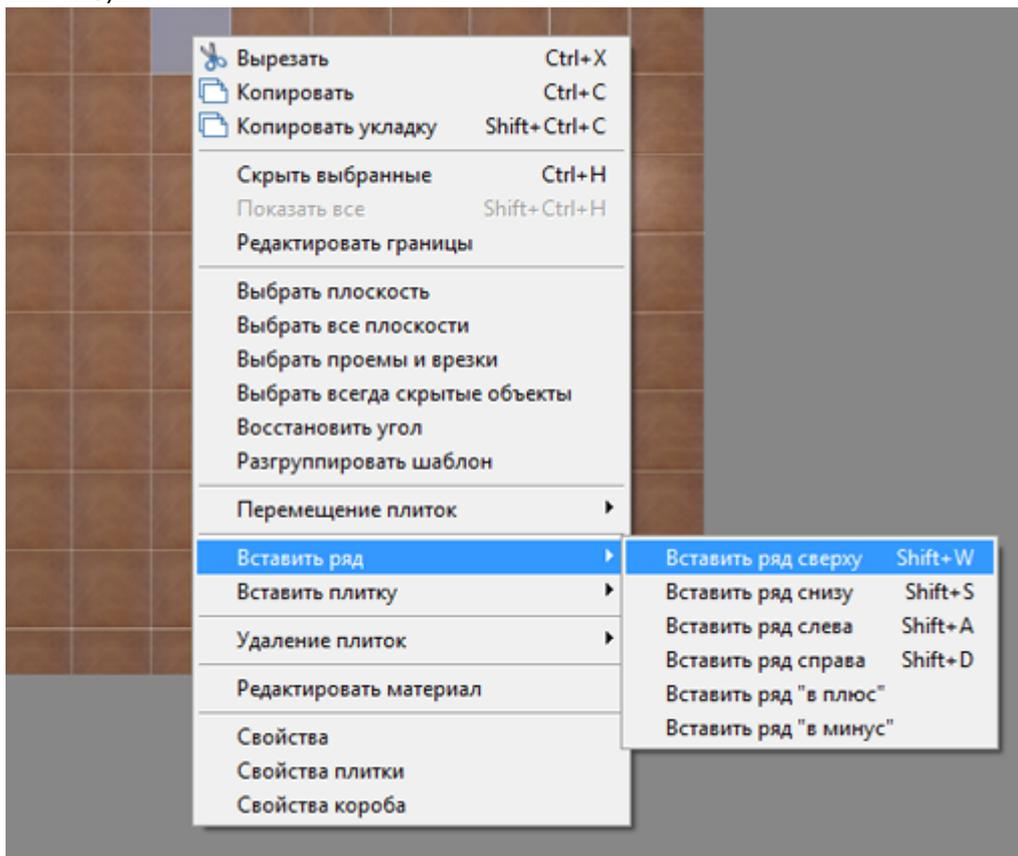 Вырезать Ctrl+X
Копировать Ctrl+C
Копировать укладку Shift+Ctrl+C
Скрыть выбранные Ctrl+H
Показать все Shift+Ctrl+H
Редактировать границы
Выбрать плоскость
Выбрать все плоскости
Выбрать проемы и врезки
Выбрать всегда скрытые объекты
Восстановить угол
Разгруппировать шаблон
Перемещение плиток
Вставить ряд
Вставить плитку
Удаление плиток
Редактировать материал
Свойства
Свойства плитки
Свойства короба
Вставить ряд сверху Shift+W
Вставить ряд снизу Shift+S
Вставить ряд слева Shift+A
Вставить ряд справа Shift+D
Вставить ряд "в плюс"
Вставить ряд "в минус"